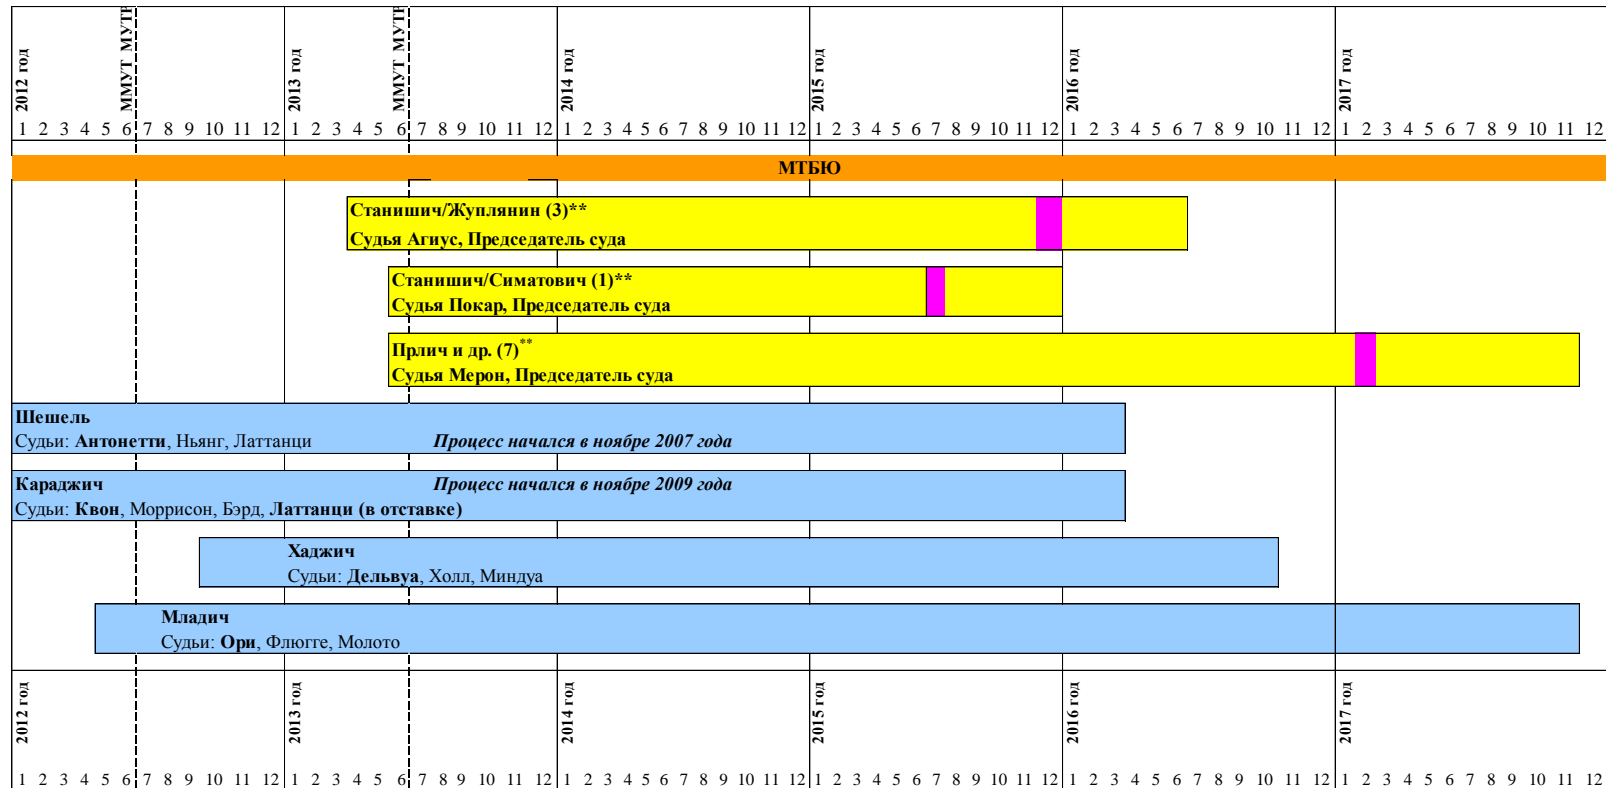 2012 год ММУТ МУТР 2013 год ММУТ МУТР 2014 год 2015 год 2016 год 2017 год
1 2 3 4 5 6 7 8 9 10 11 12 1 2 3 4 5 6 7 8 9 10 11 12 1 2 3 4 5 6 7 8 9 10 11 12 1 2 3 4 5 6 7 8 9 10 11 12 1 2 3 4 5 6 7 8 9 10 11 12 1 2 3 4 5 6 7 8 9 10 11 12
МТБЮ
Станишич/Жуплянин (3)**
Судья Агиус, Председатель суда
Станишич/Симатович (1)**
Судья Покар, Председатель суда
Прлич и др. (7)**
Судья Мерон, Председатель суда
Шешель
Судьи: Антонетти, Ньянг, Латтанци Процесс начался в ноябре 2007 года
Караджич Процесс начался в ноябре 2009 года
Судьи: Квон, Моррисон, Бэрд, Латтанци (в отставке)
Хаджич
Судьи: Дельвуа, Холл, Миндуа
Младич
Судьи: Ори, Флюгге, Молото
2012 год 2013 год 2014 год 2015 год 2016 год 2017 год
1 2 3 4 5 6 7 8 9 10 11 12 1 2 3 4 5 6 7 8 9 10 11 12 1 2 3 4 5 6 7 8 9 10 11 12 1 2 3 4 5 6 7 8 9 10 11 12 1 2 3 4 5 6 7 8 9 10 11 12 1 2 3 4 5 6 7 8 9 10 11 12